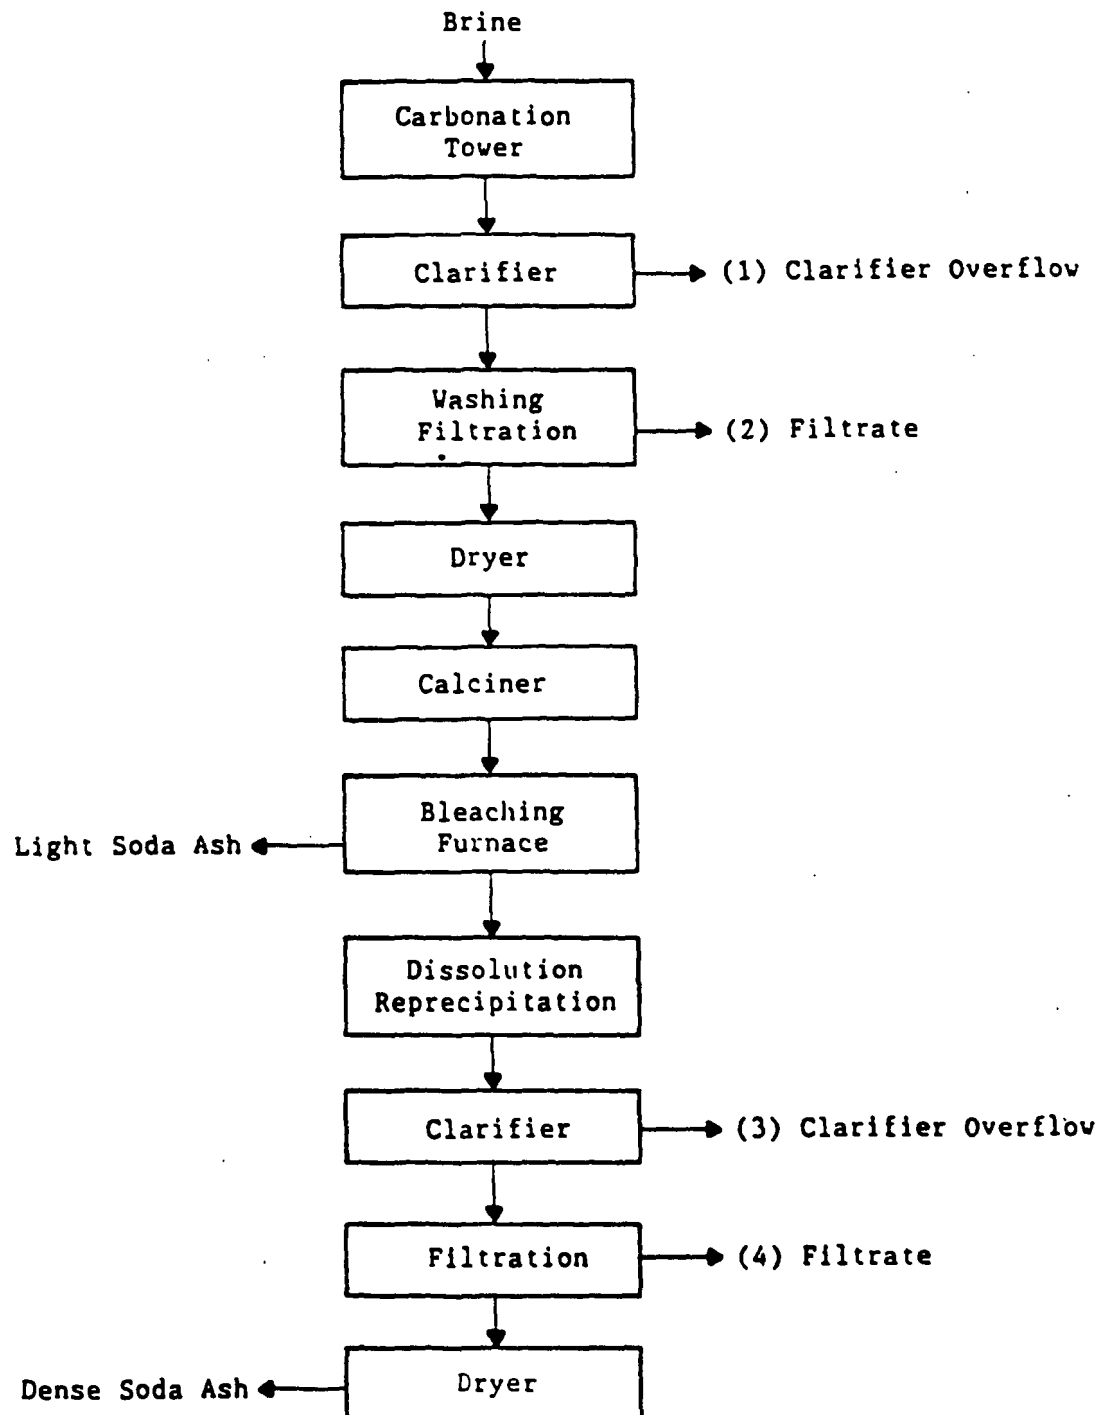 Brine
Carbonation
Tower
Clarifier
(1) Clarifier Overflow
Washing
Filtration
(2) Filtrate
Dryer
Calciner
Bleaching
Furnace
Light Soda Ash
Dissolution
Reprecipitation
Clarifier
(3) Clarifier Overflow
Filtration
(4) Filtrate
Dryer
Dense Soda Ash